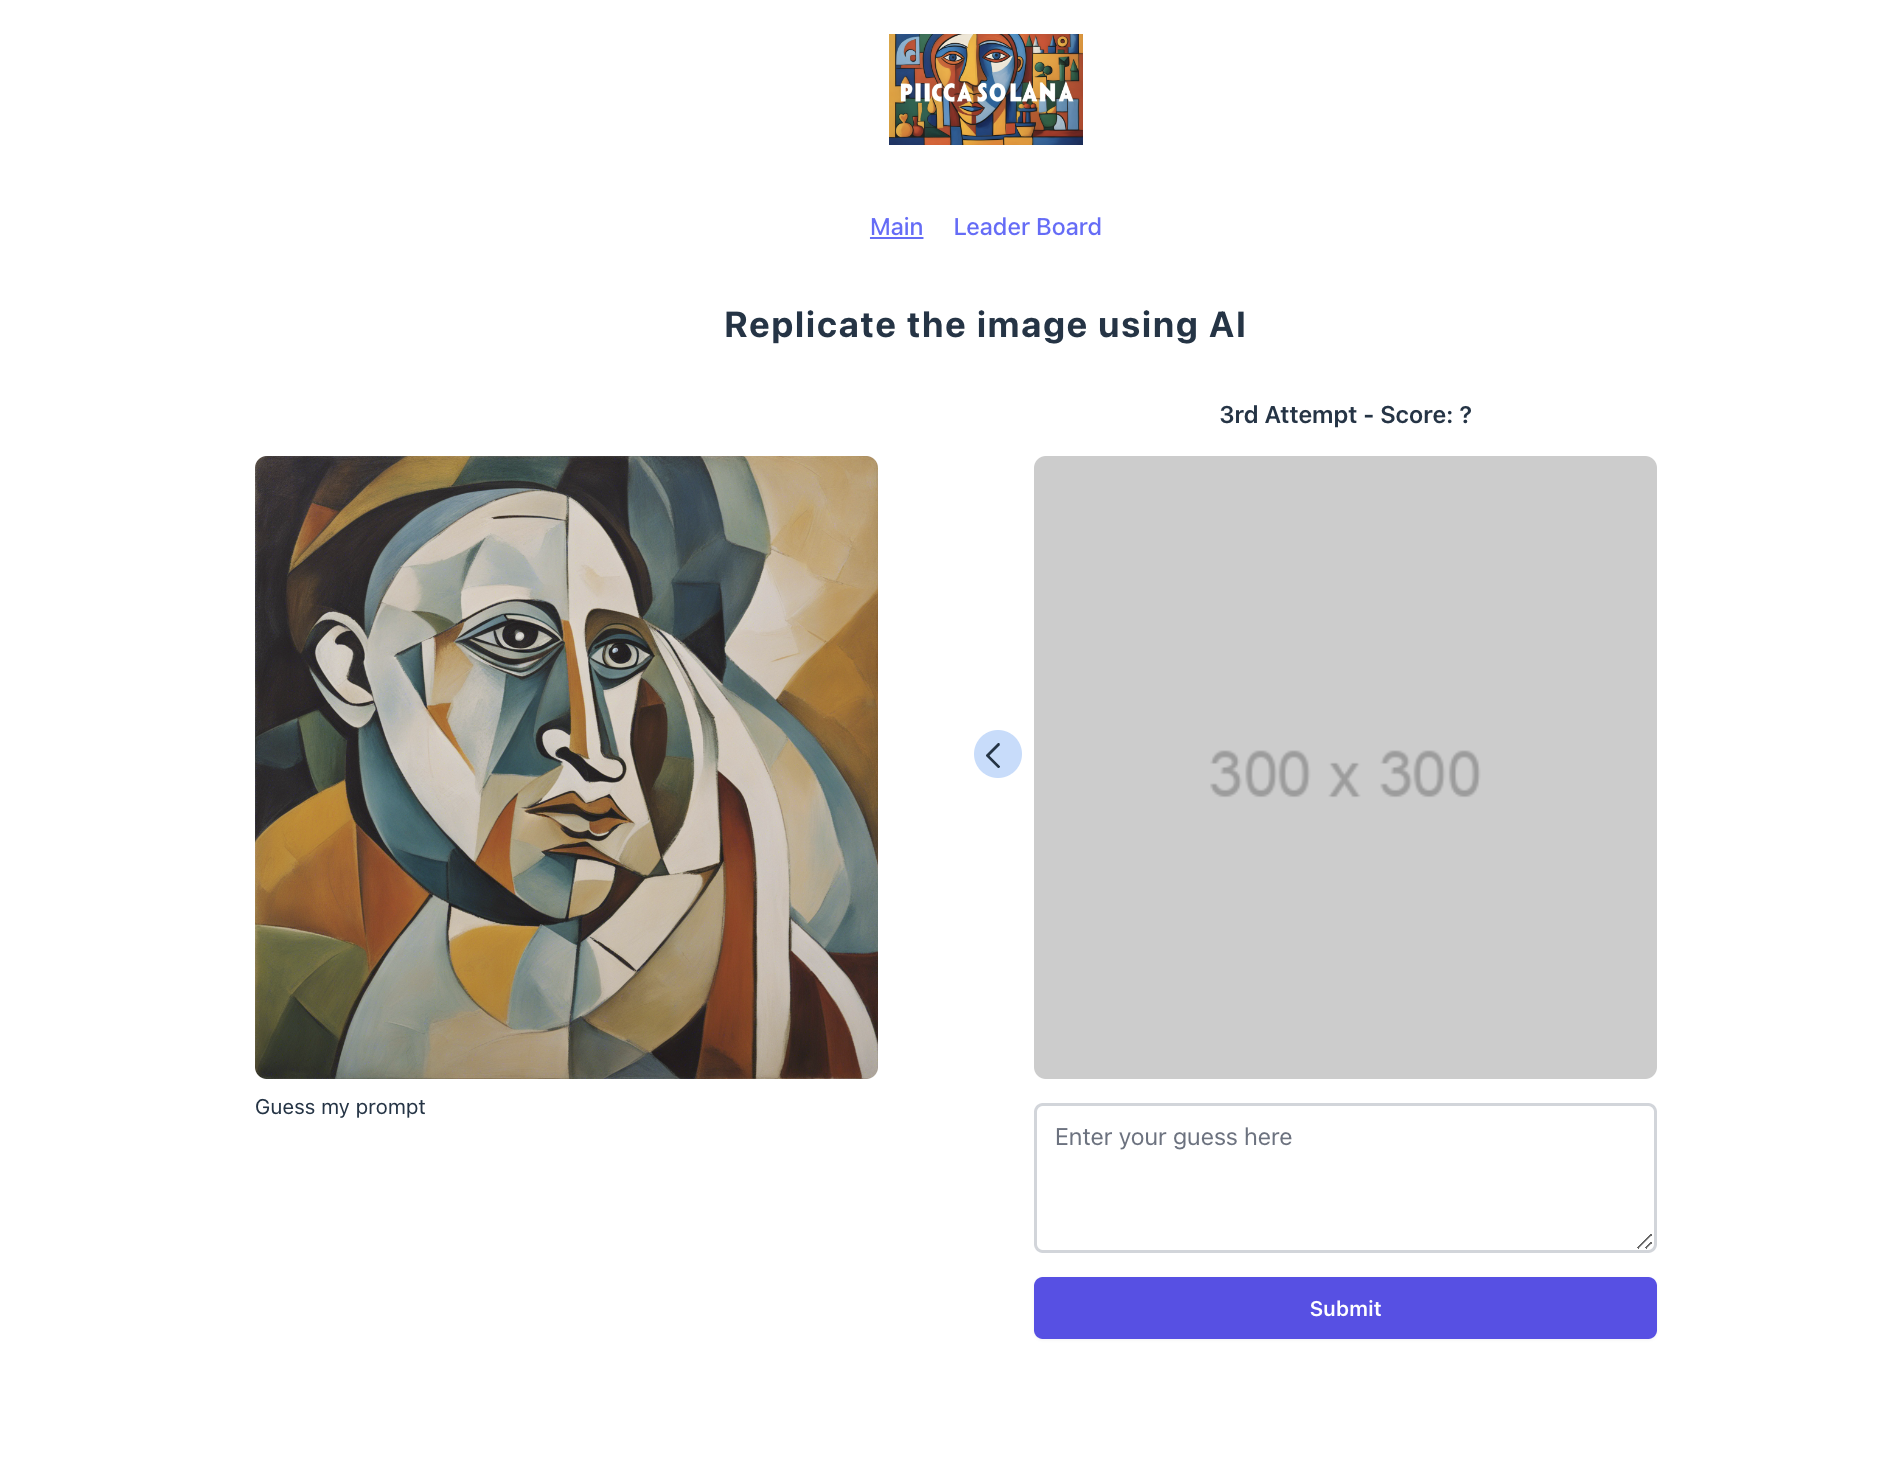 PIICCASOLANA
Main Leader Board
Replicate the image using AI
3rd Attempt - Score: ?
300 x 300
Guess my prompt
Enter your guess here
Submit